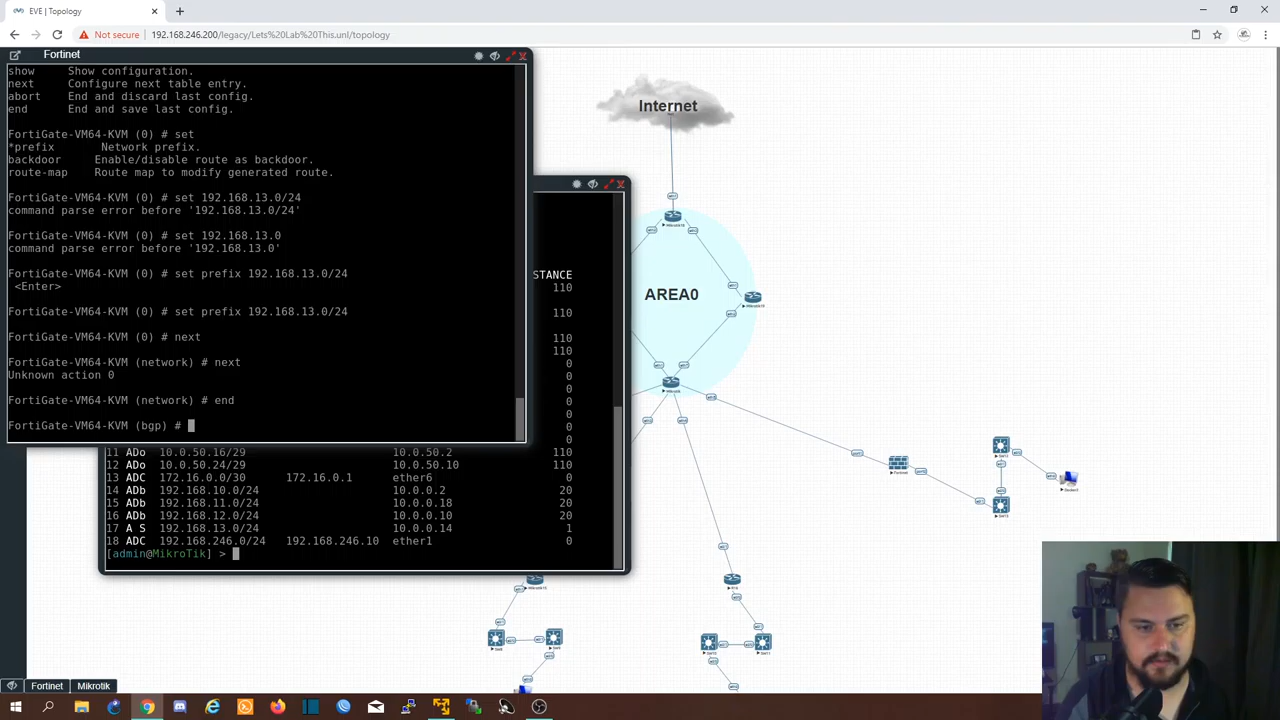 EVE | Topology
Not secure
192.168.246.200/legacy/Lets%20Lab%20This.unl/topology
Fortinet
show Show configuration.
next Configure next table entry.
abort End and discard last config.
end End and save last config.
FortiGate-VM64-KVM (0) # set
*prefix Network prefix.
backdoor Enable/disable route as backdoor.
route-map Route map to modify generated route.
FortiGate-VM64-KVM (0) # set 192.168.13.0/24
command parse error before '192.168.13.0/24'
FortiGate-VM64-KVM (0) # set 192.168.13.0
command parse error before '192.168.13.0'
FortiGate-VM64-KVM (0) # set prefix 192.168.13.0/24
<Enter>
FortiGate-VM64-KVM (0) # set prefix 192.168.13.0/24
FortiGate-VM64-KVM (0) # next
FortiGate-VM64-KVM (network) # next
Unknown action 0
FortiGate-VM64-KVM (network) # end
FortiGate-VM64-KVM (bgp) #
STANCE
110
110
110
110
0
0
0
0
0
0
0
11 ADo 10.0.50.16/29 10.0.50.2 110
12 ADo 10.0.50.24/29 10.0.50.10 110
13 ADC 172.16.0.0/30 172.16.0.1 ether6 0
14 ADb 192.168.10.0/24 10.0.0.2 20
15 ADb 192.168.11.0/24 10.0.0.18 20
16 ADb 192.168.12.0/24 10.0.0.10 20
17 A S 192.168.13.0/24 10.0.0.14 1
18 ADC 192.168.246.0/24 192.168.246.10 ether1 0
[admin@MikroTik] >
Internet
AREA0
Fortinet
Fortinet
Mikrotik